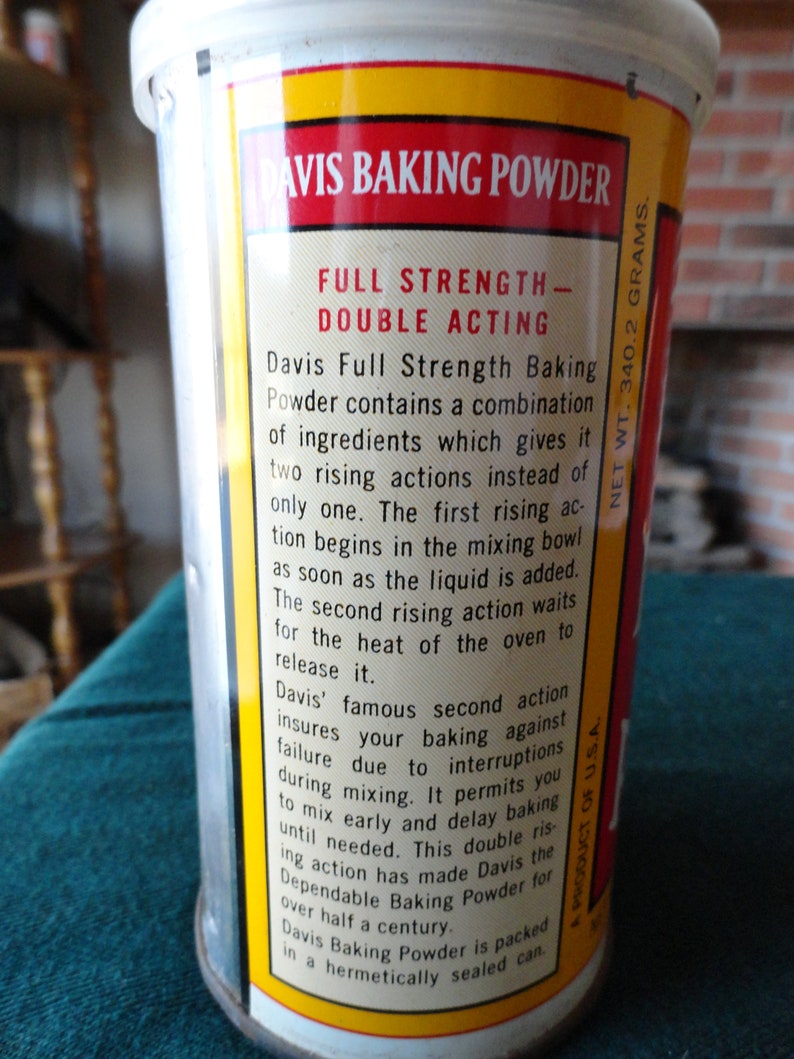 DAVIS BAKING POWDER
FULL STRENGTH—
DOUBLE ACTING
Davis Full Strength Baking
Powder contains a combination
of ingredients which gives it
two rising actions instead of
only one. The first rising ac-
tion begins in the mixing bowl
as soon as the liquid is added.
The second rising action waits
for the heat of the oven to
release it.
Davis' famous second action
insures your baking against
failure due to interruptions
during mixing. It permits you
to mix early and delay baking
until needed. This double ris-
ing action has made Davis the
Dependable Baking Powder for
over half a century.
Davis Baking Powder is packed
in a hermetically sealed can.
NET WT. 340.2 GRAMS.
A PRODUCT OF U.S.A.